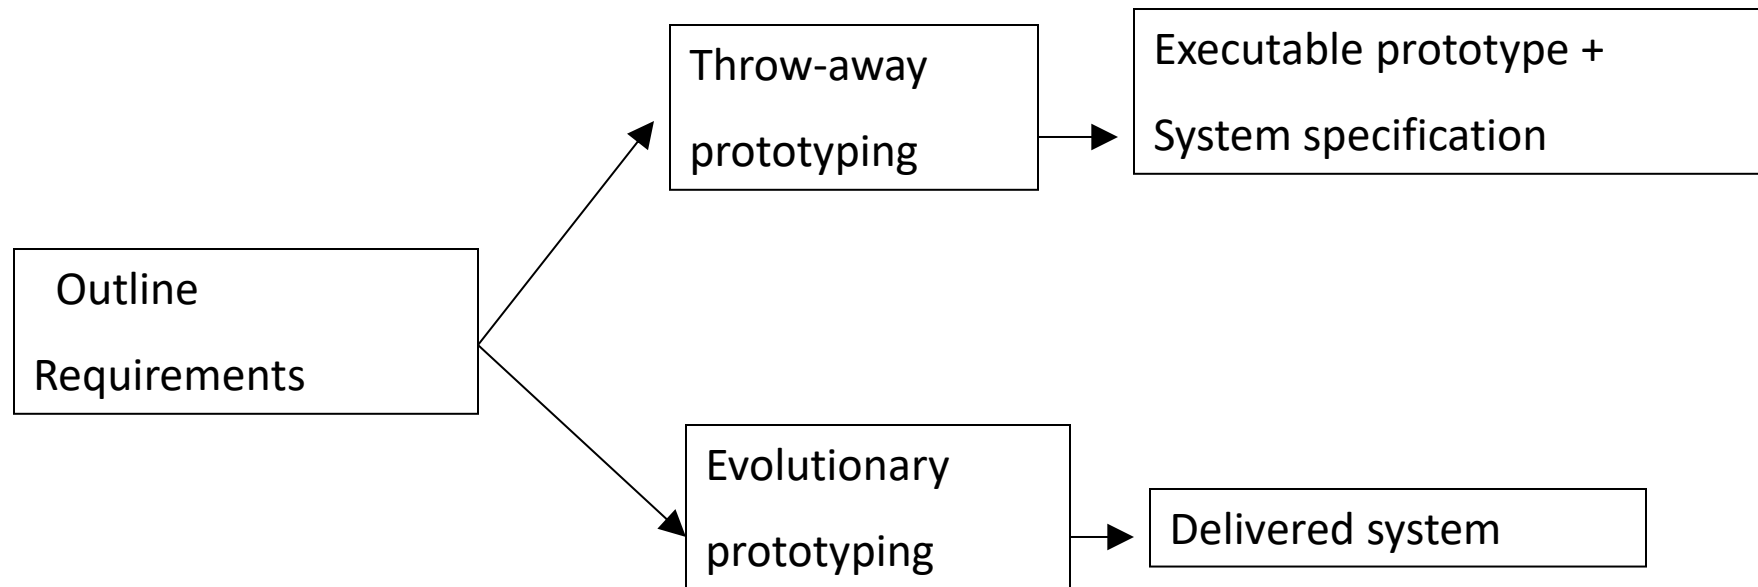 Throw-away
prototyping
Executable prototype +
System specification
Outline
Requirements
Evolutionary
prototyping
Delivered system